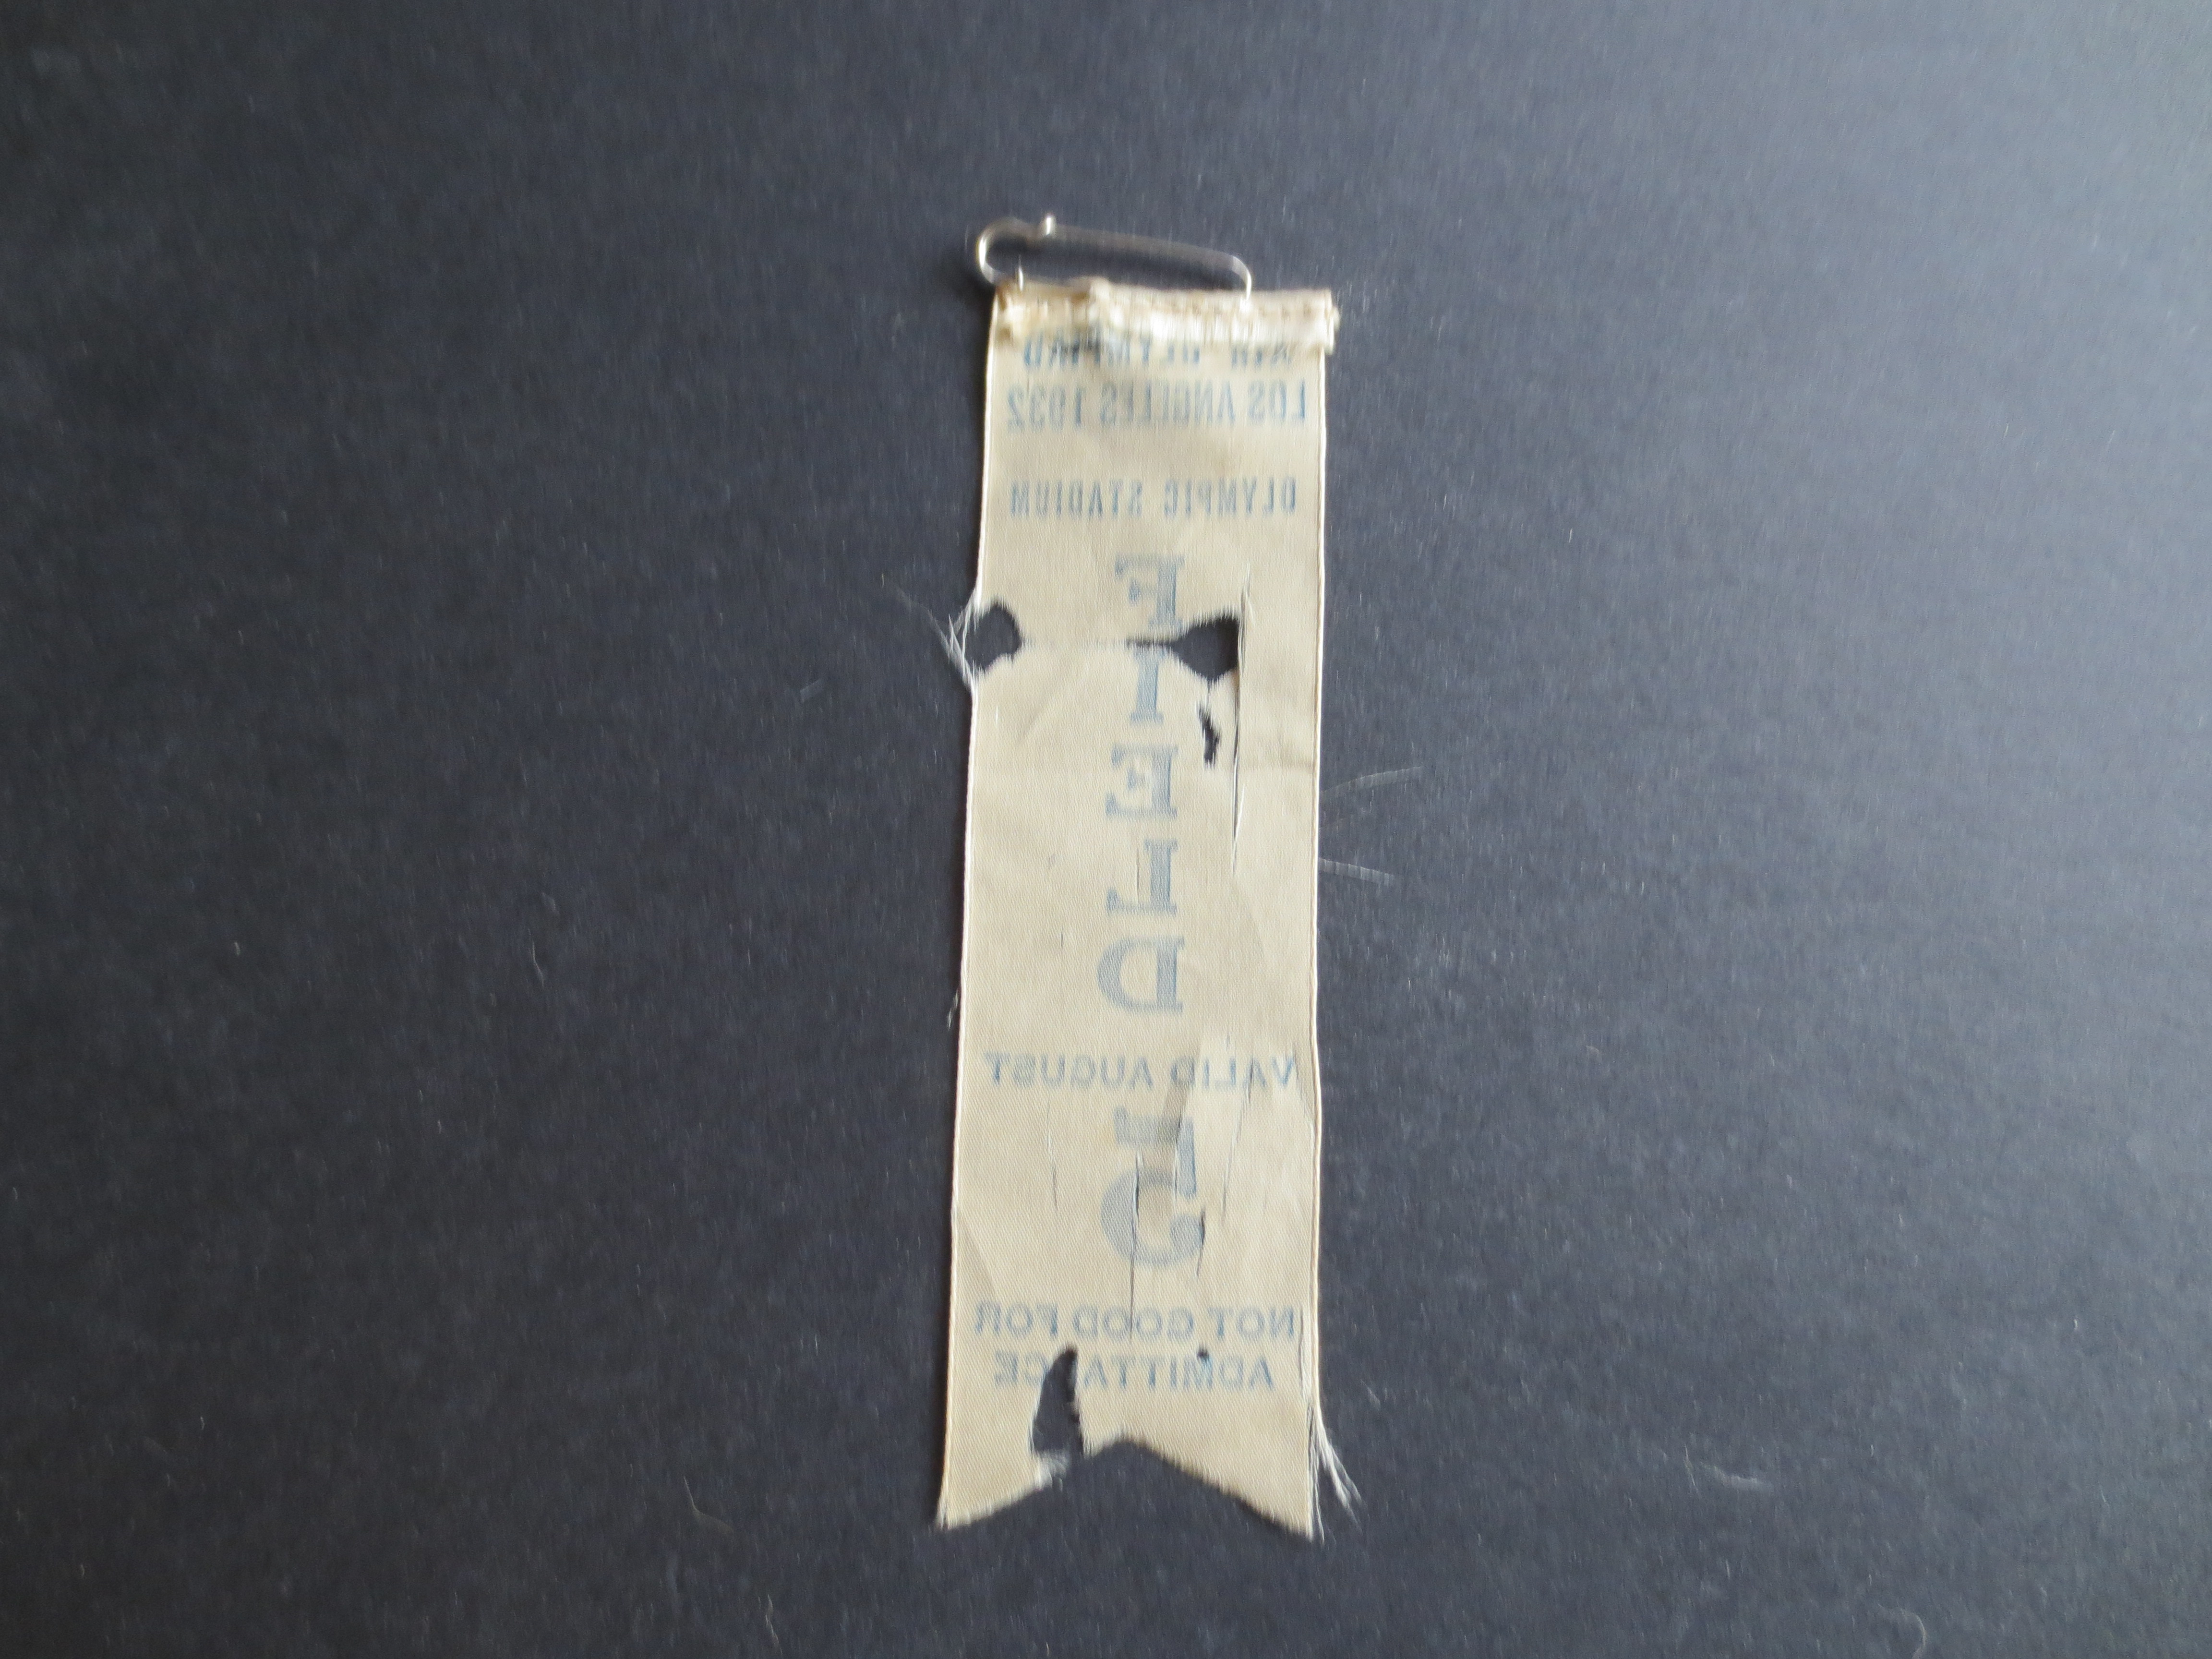 XTH OLYMPIAD
LOS ANGELES 1932
OLYMPIC STADIUM
FIELD
VALID AUGUST
5
NOT GOOD FOR
ADMITTANCE